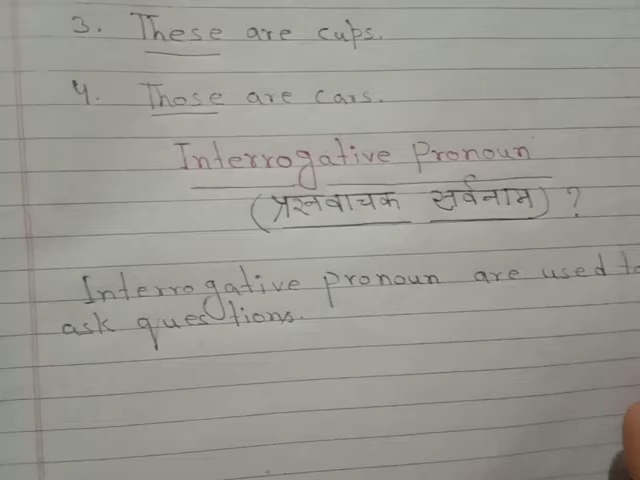 3. These are cups.
4. Those are cars.
Interrogative Pronoun
(प्रश्नवाचक सर्वनाम) ?
Interrogative pronoun are used to
ask questions.